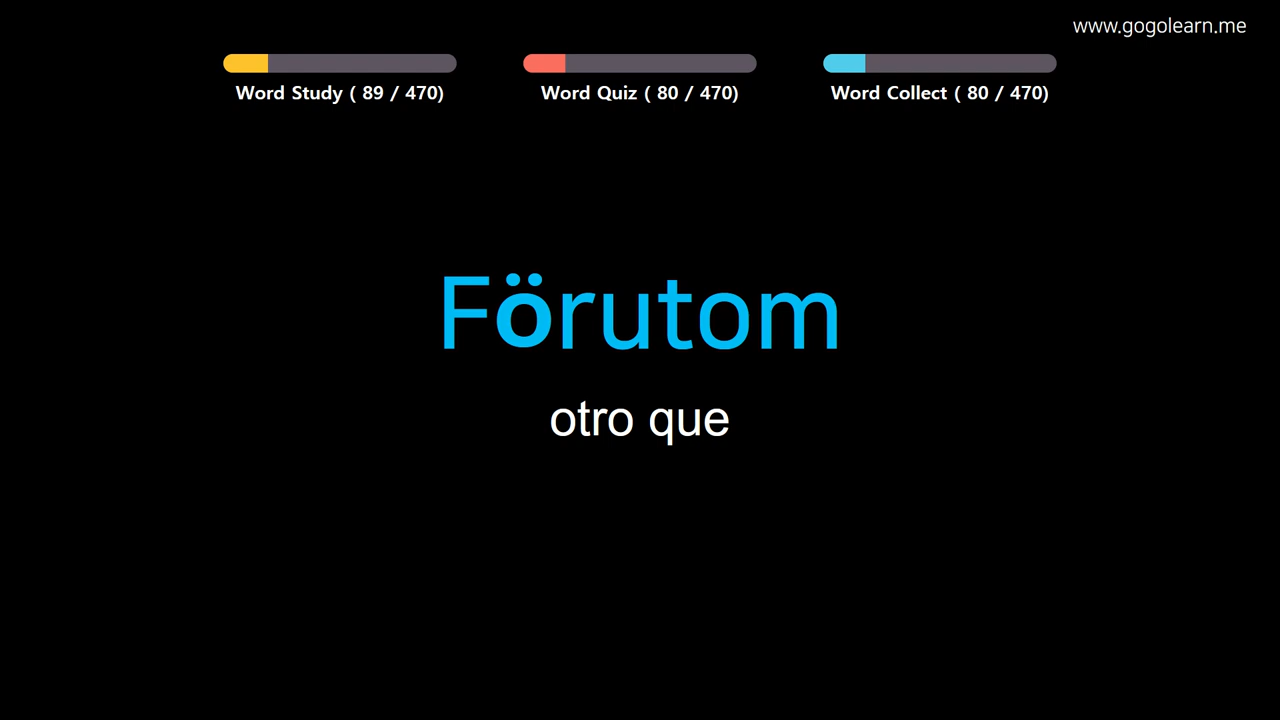 www.gogolearn.me
Word Study ( 89 / 470)
Word Quiz ( 80 / 470)
Word Collect ( 80 / 470)
Förutom
otro que